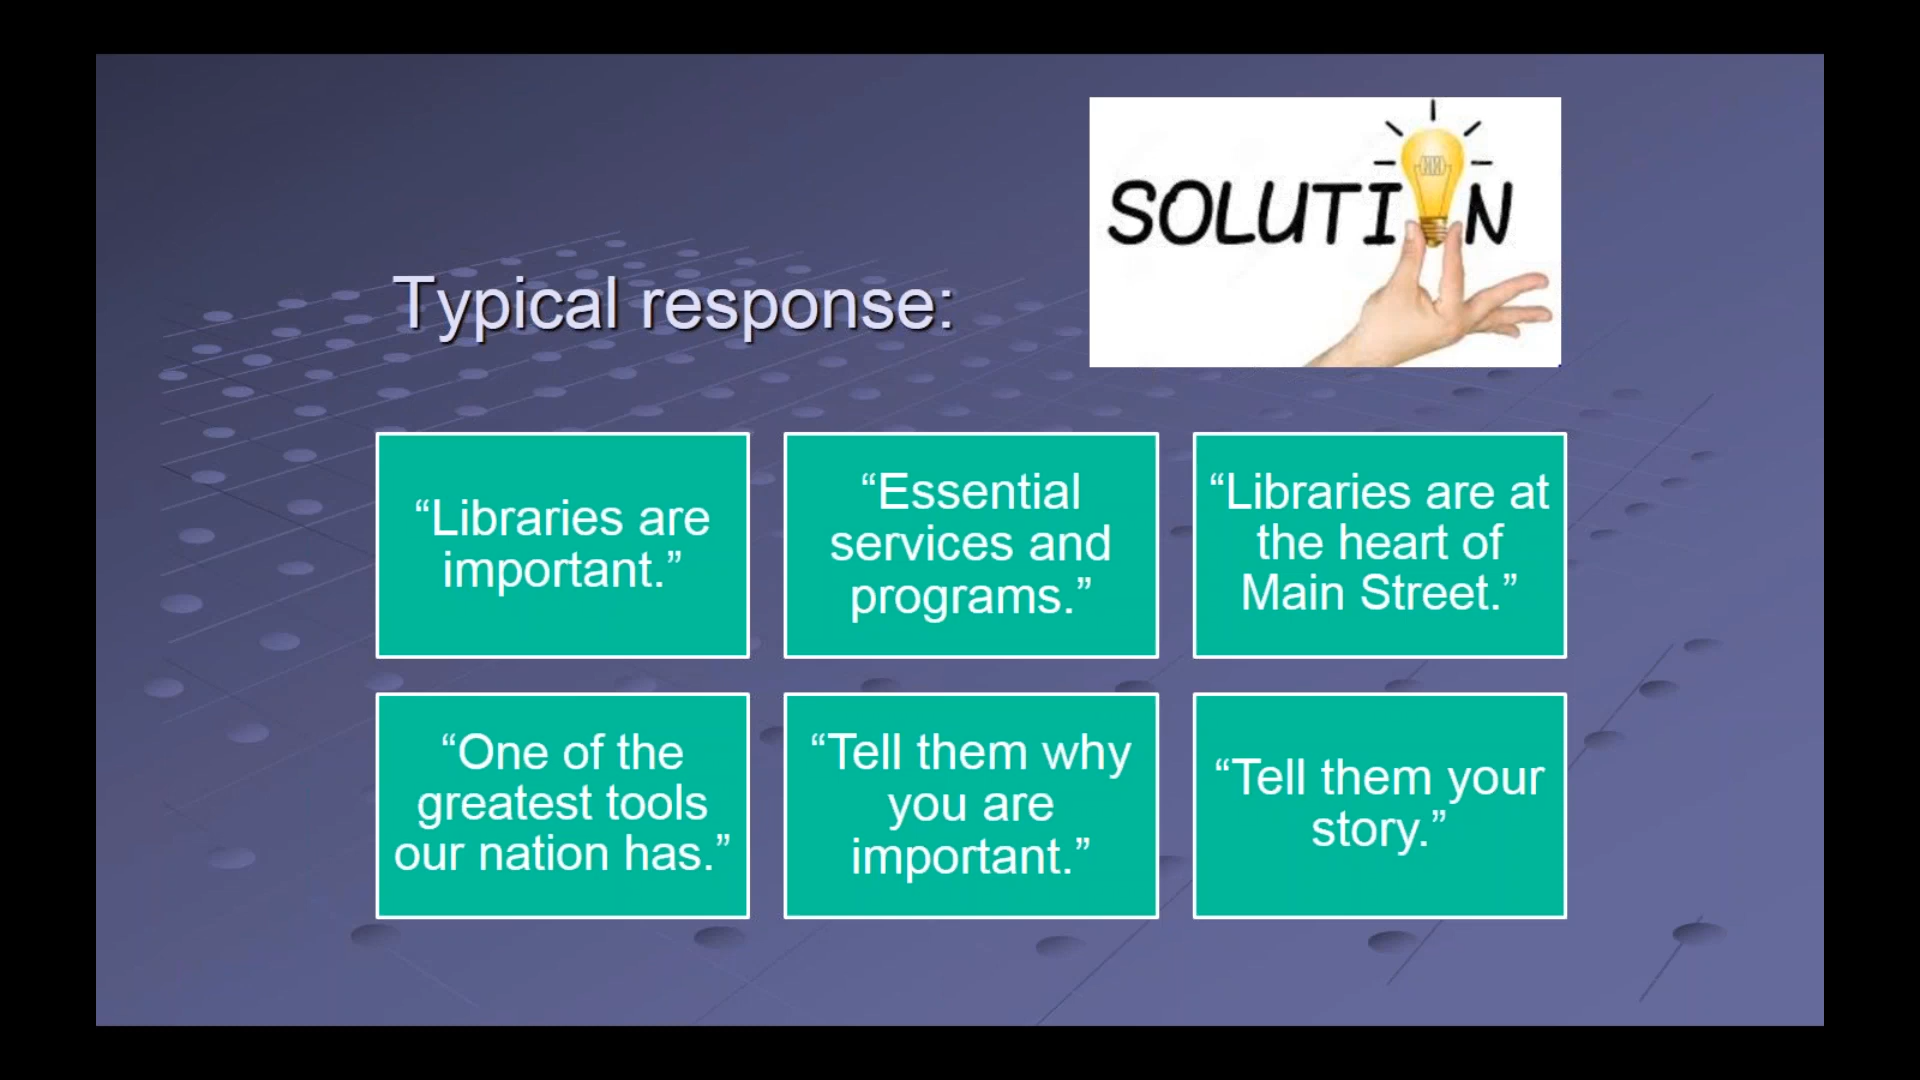 SOLUTION
Typical response:
“Libraries are
important.”
“Essential
services and
programs.”
“Libraries are at
the heart of
Main Street.”
“One of the
greatest tools
our nation has.”
“Tell them why
you are
important.”
“Tell them your
story.”